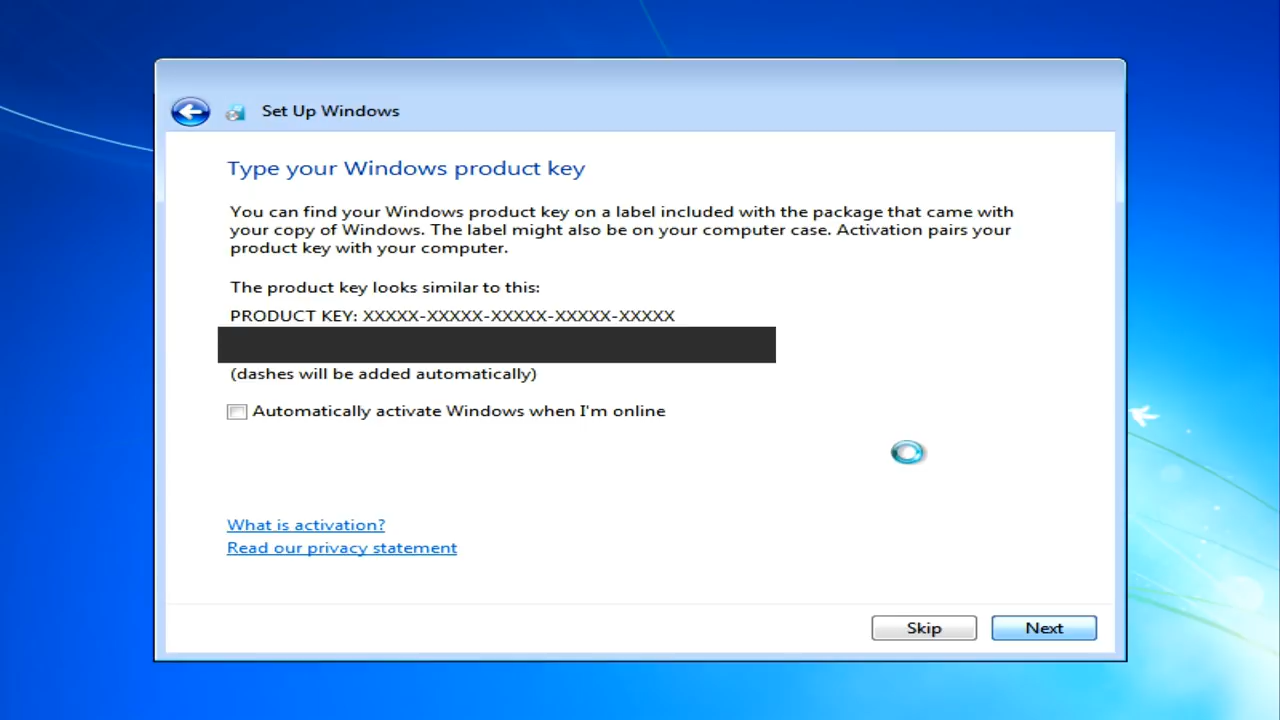 Set Up Windows
Type your Windows product key
You can find your Windows product key on a label included with the package that came with
your copy of Windows. The label might also be on your computer case. Activation pairs your
product key with your computer.
The product key looks similar to this:
PRODUCT KEY: XXXXX-XXXXX-XXXXX-XXXXX-XXXXX
(dashes will be added automatically)
Automatically activate Windows when I'm online
What is activation?
Read our privacy statement
Skip
Next